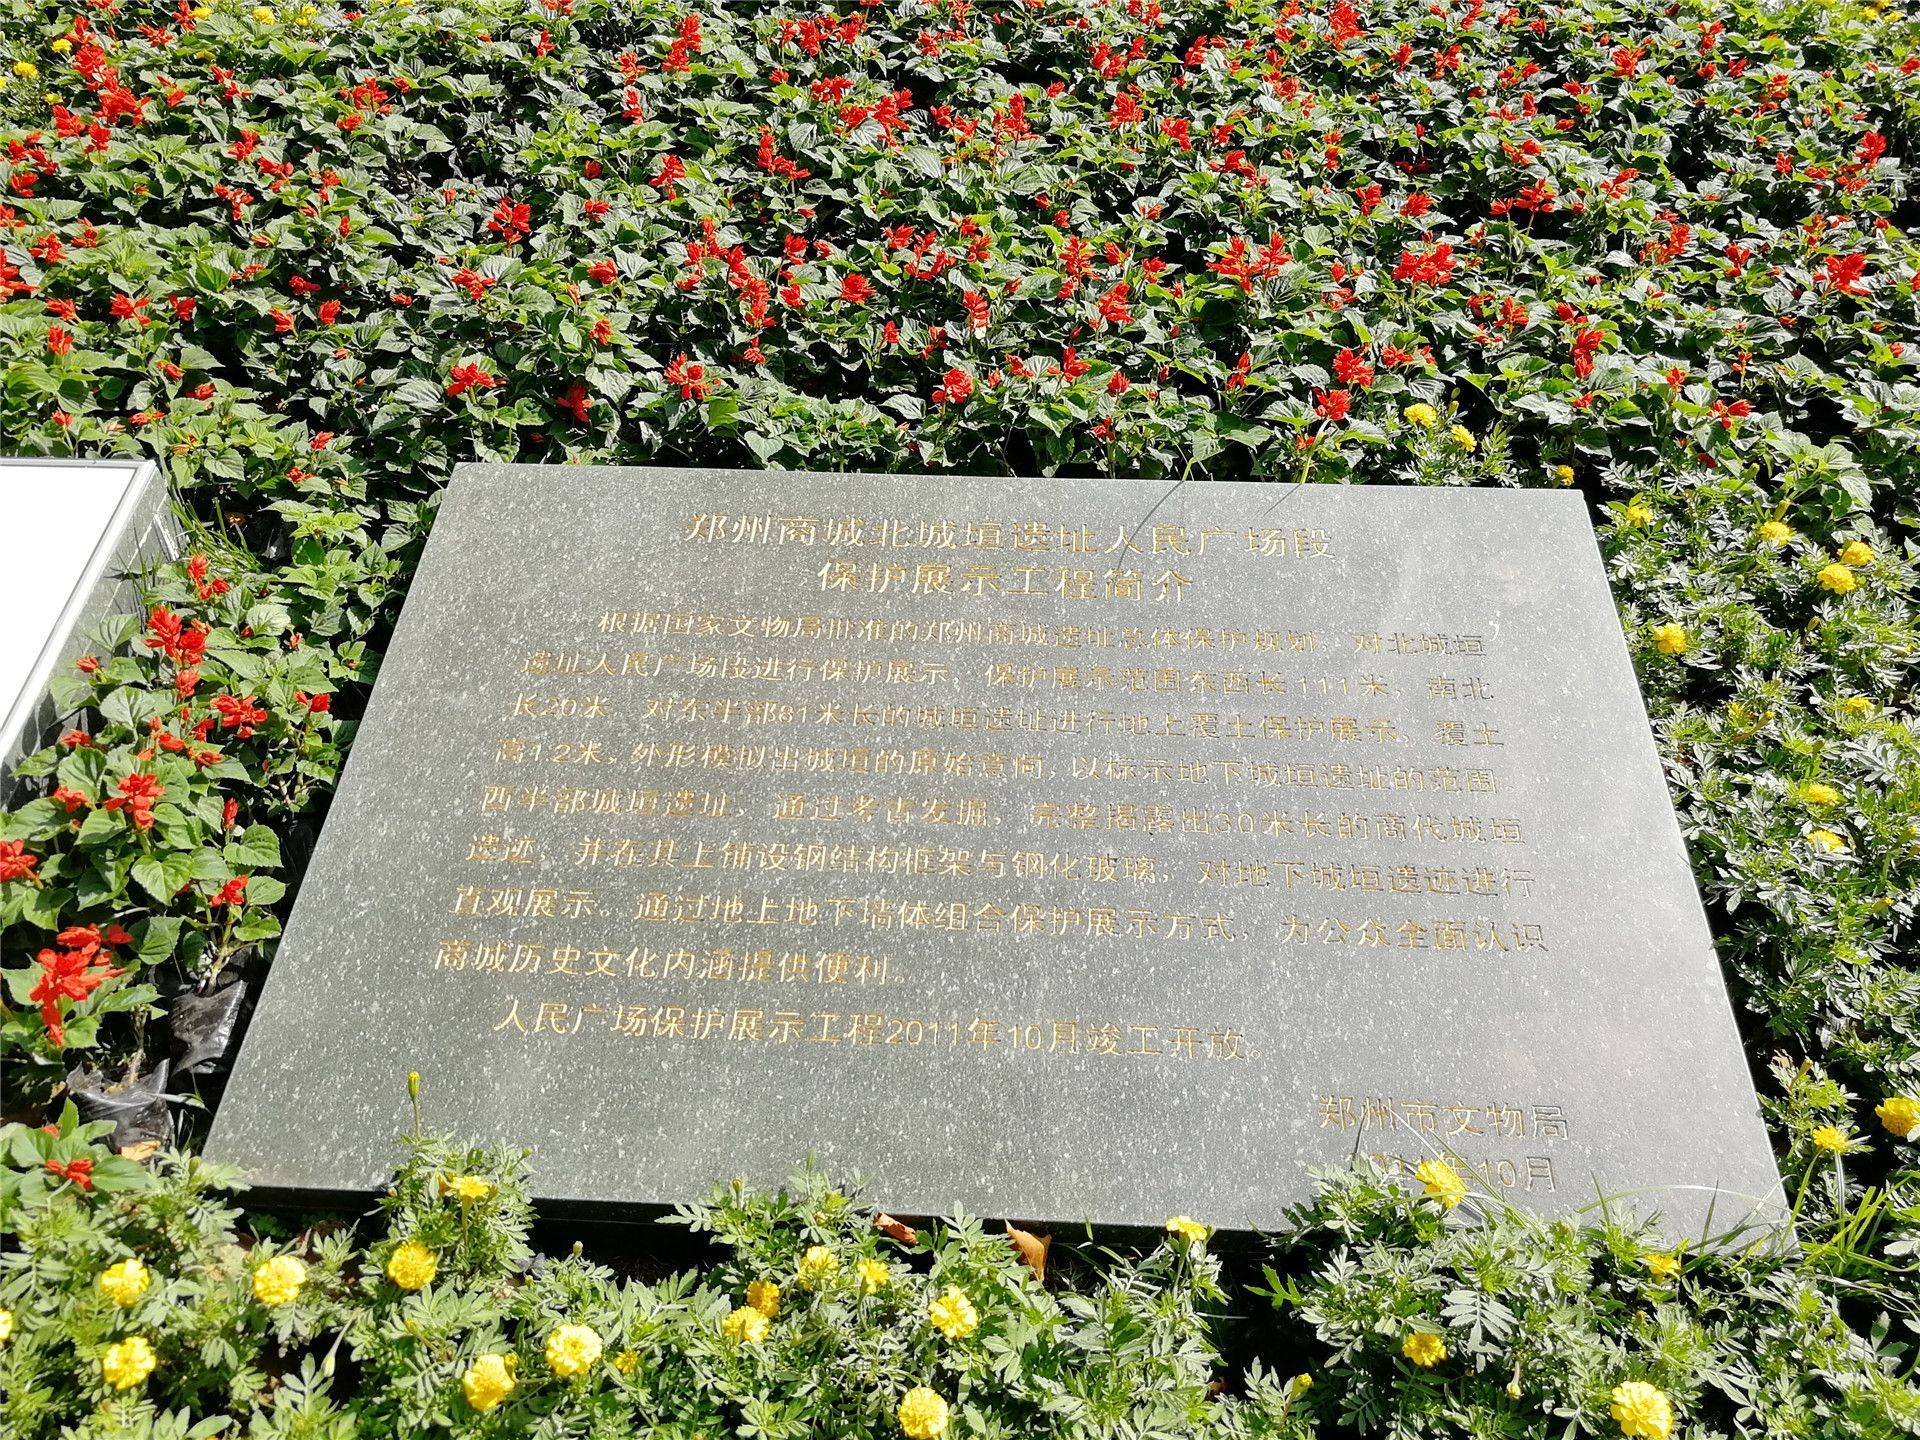 郑州商城北城垣遗址人民广场段
保护展示工程简介
根据国家文物局批准的郑州商城遗址总体保护规划，对北城垣
遗址人民广场段进行保护展示。保护展示范围东西长111米，南北
长20米 对东半部81米长的城垣遗址进行地上覆土保护展示，覆土
高1.2米，外形模拟出城垣的原始意向，以标示地下城垣遗址的范围
西半部城垣遗址，通过考古发掘，完整揭露出30米长的商代城垣
遗迹，并在其上铺设钢结构框架与钢化玻璃，对地下城垣遗迹进行
直观展示。通过地上地下墙体组合保护展示方式，为公众全面认识
商城历史文化内涵提供便利。
人民广场保护展示工程2011年10月竣工开放。
郑州市文物局
2011年10月